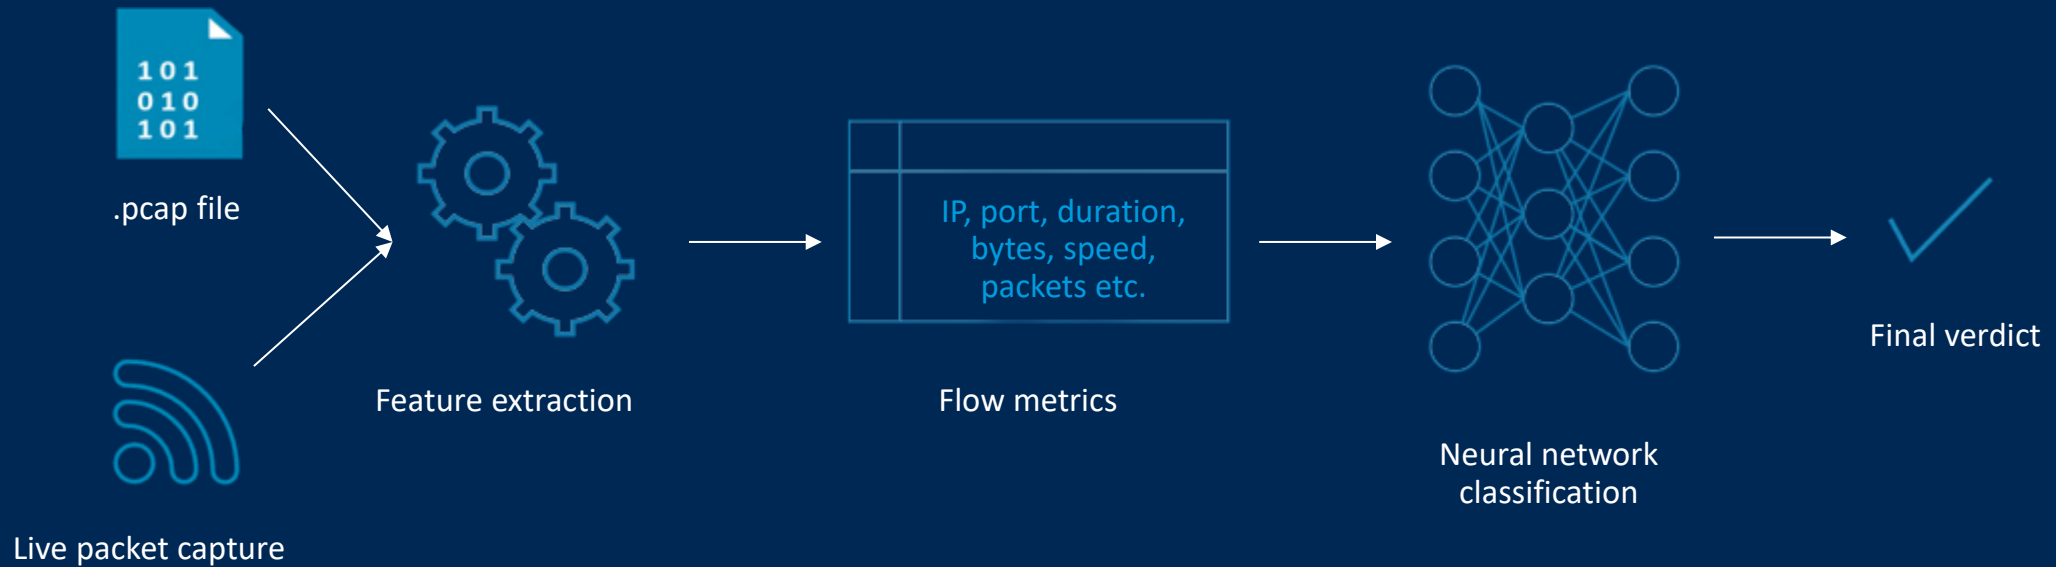 101
010
101
.pcap file
Live packet capture
Feature extraction
IP, port, duration,
bytes, speed,
packets etc.
Flow metrics
Neural network
classification
Final verdict